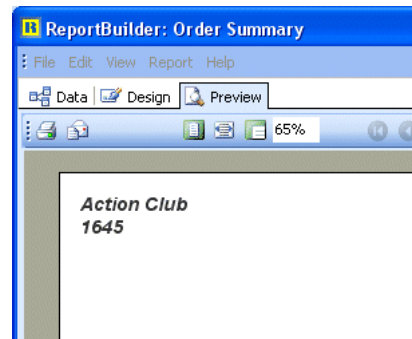 ReportBuilder: Order Summary
File Edit View Report Help
Data Design Preview
65%
Action Club
1645